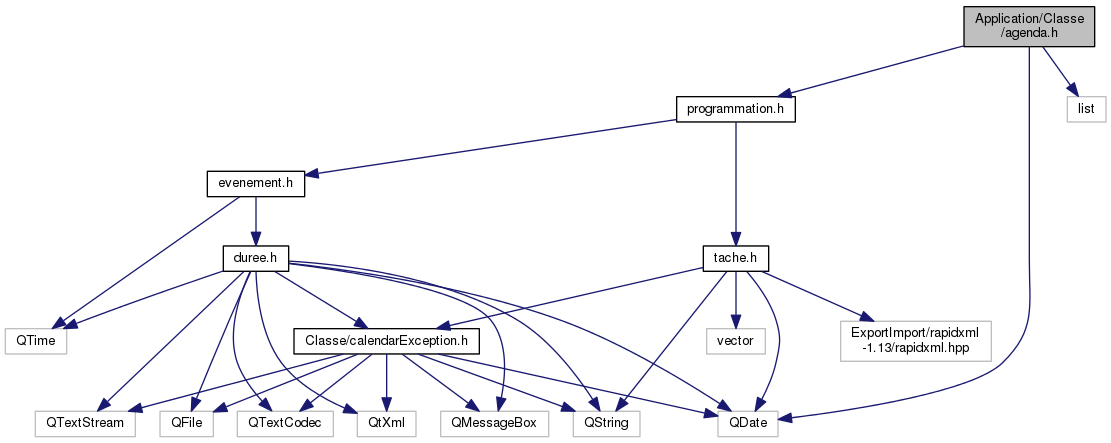 Application/Classe
/agenda.h
programmation.h
list
evenement.h
duree.h
tache.h
QTime
Classe/calendarException.h
vector
ExportImport/rapidxml
-1.13/rapidxml.hpp
QTextStream
QFile
QTextCodec
QtXml
QMessageBox
QString
QDate